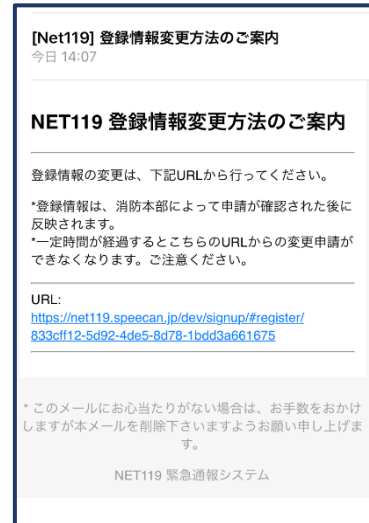 [Net119] 登録情報変更方法のご案内
今日 14:07
NET119 登録情報変更方法のご案内
登録情報の変更は、下記URLから行ってください。
*登録情報は、消防本部によって申請が確認された後に
反映されます。
*一定時間が経過するとこちらのURLからの変更申請が
できなくなります。ご注意ください。
URL:
https://net119.speecan.jp/dev/signup/#register/
833cff12-5d92-4de5-8d78-1bdd3a661675
* このメールにお心当たりがない場合は、お手数をおかけ
しますが本メールを削除下さいますようお願い申し上げま
す。
NET119 緊急通報システム